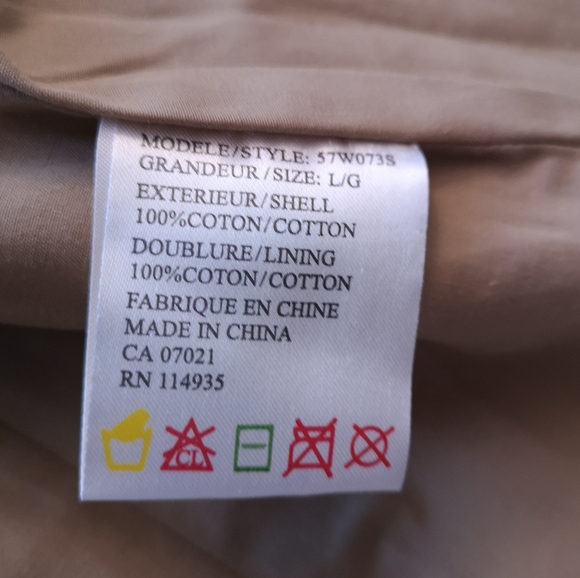 MODELE/STYLE: 57W073S
GRANDEUR/SIZE: L/G
EXTERIEUR/SHELL
100%COTON/COTTON
DOUBLURE/LINING
100%COTON/COTTON
FABRIQUE EN CHINE
MADE IN CHINA
CA 07021
RN 114935
CL